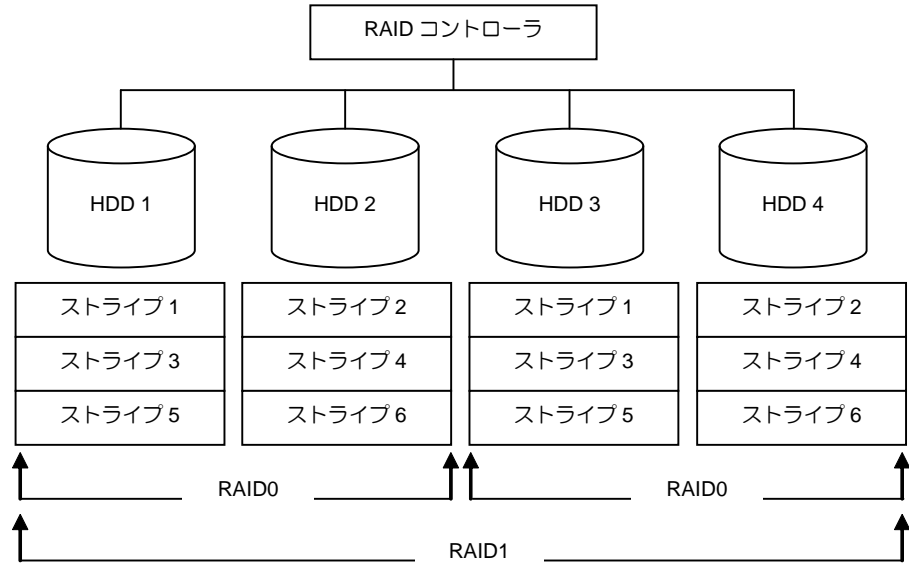 RAID コントローラ
HDD 1
HDD 2
HDD 3
HDD 4
ストライプ 1
ストライプ 2
ストライプ 1
ストライプ 2
ストライプ 3
ストライプ 4
ストライプ 3
ストライプ 4
ストライプ 5
ストライプ 6
ストライプ 5
ストライプ 6
RAID0
RAID0
RAID1